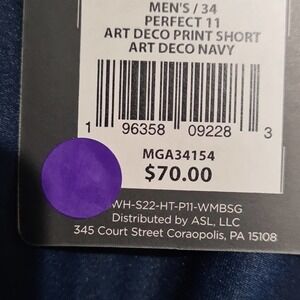 MEN'S / 34
PERFECT 11
ART DECO PRINT SHORT
ART DECO NAVY
1 96358 09228 3
MGA34154
$70.00
WH-S22-HT-P11-WMBSG
Distributed by ASL, LLC
345 Court Street Coraopolis, PA 15108